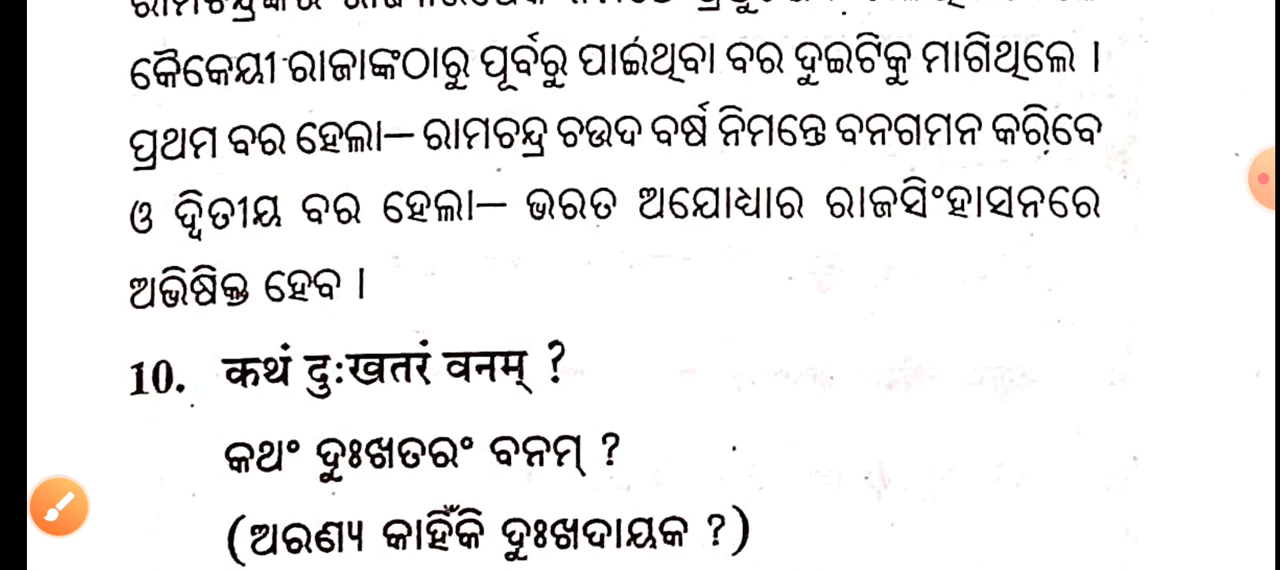 କୈକେୟୀ ରାଜାଙ୍କଠାରୁ ପୂର୍ବରୁ ପାଇଥିବା ବର ଦୁଇଟିକୁ ମାଗିଥିଲେ ।
ପ୍ରଥମ ବର ହେଲା— ରାମଚନ୍ଦ୍ର ଚଉଦ ବର୍ଷ ନିମନ୍ତେ ବନଗମନ କରିବେ
ଓ ଦ୍ଵିତୀୟ ବର ହେଲା— ଭରତ ଅଯୋଧ୍ୟାର ରାଜସିଂହାସନରେ
ଅଭିଷିକ୍ତ ହେବ ।
10. कथं दुःखतरं वनम् ?
କଥଂ ଦୁଃଖତରଂ ବନମ୍ ?
(ଅରଣ୍ୟ କାହିଁକି ଦୁଃଖଦାୟକ ?)